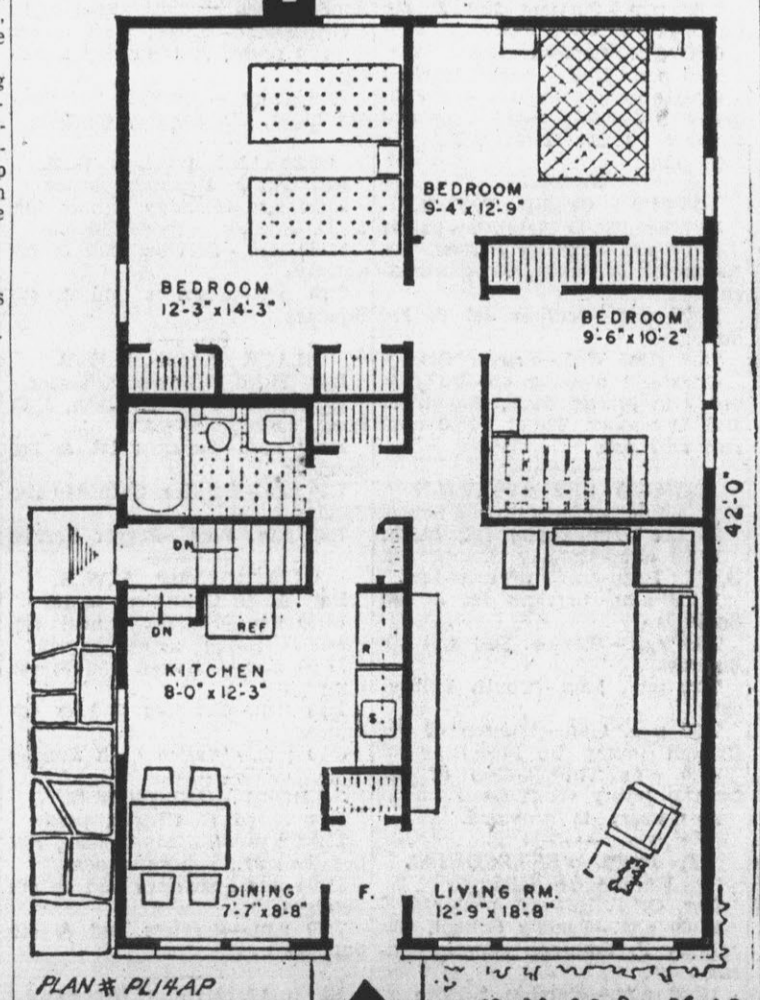 BEDROOM
9'-4" x 12'-9"
BEDROOM
12'-3" x 14'-3"
BEDROOM
9'-6" x 10'-2"
42'-0"
DN
DN
REF
R
KITCHEN
8'-0" x 12'-3"
S
DINING
7'-7" x 8'-8"
F.
LIVING RM.
12'-9" x 18'-8"
PLAN # PL14AP